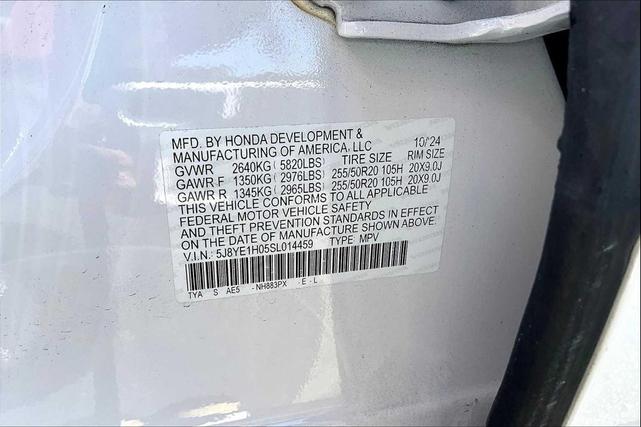 MFD. BY HONDA DEVELOPMENT &
MANUFACTURING OF AMERICA, LLC 10/24
GVWR 2640KG (5820LBS) TIRE SIZE RIM SIZE
GAWR F 1350KG (2976LBS) 255/50R20 105H 20X9.0J
GAWR R 1345KG (2965LBS) 255/50R20 105H 20X9.0J
THIS VEHICLE CONFORMS TO ALL APPLICABLE
FEDERAL MOTOR VEHICLE SAFETY
AND THEFT PREVENTION STANDARDS IN EFFECT
ON THE DATE OF MANUFACTURE SHOWN ABOVE.
V.I.N.: 5J8YE1H05SL014459 TYPE MPV
TYA S AE5 -NH883PX -E-L